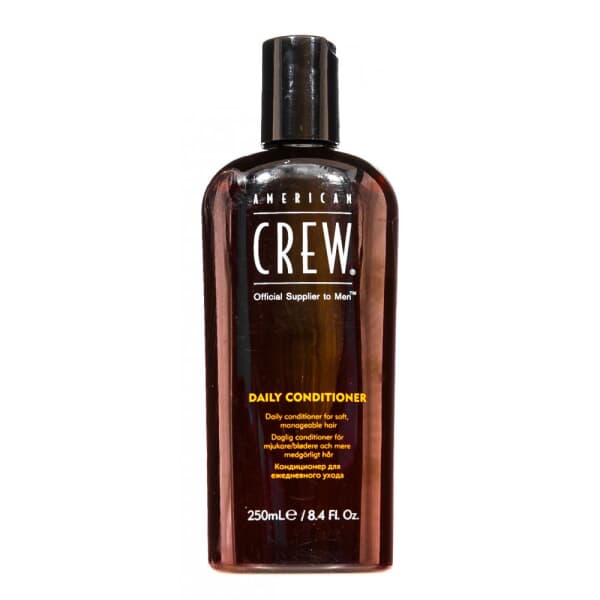 AMERICAN
CREW®
Official Supplier to Men™
DAILY CONDITIONER
Daily conditioner for soft,
manageable hair
Daglig conditioner för
mjukare/blødere och mere
medgörligt hår
Кондиционер для
ежедневного ухода
250mL℮ / 8.4 Fl. Oz.